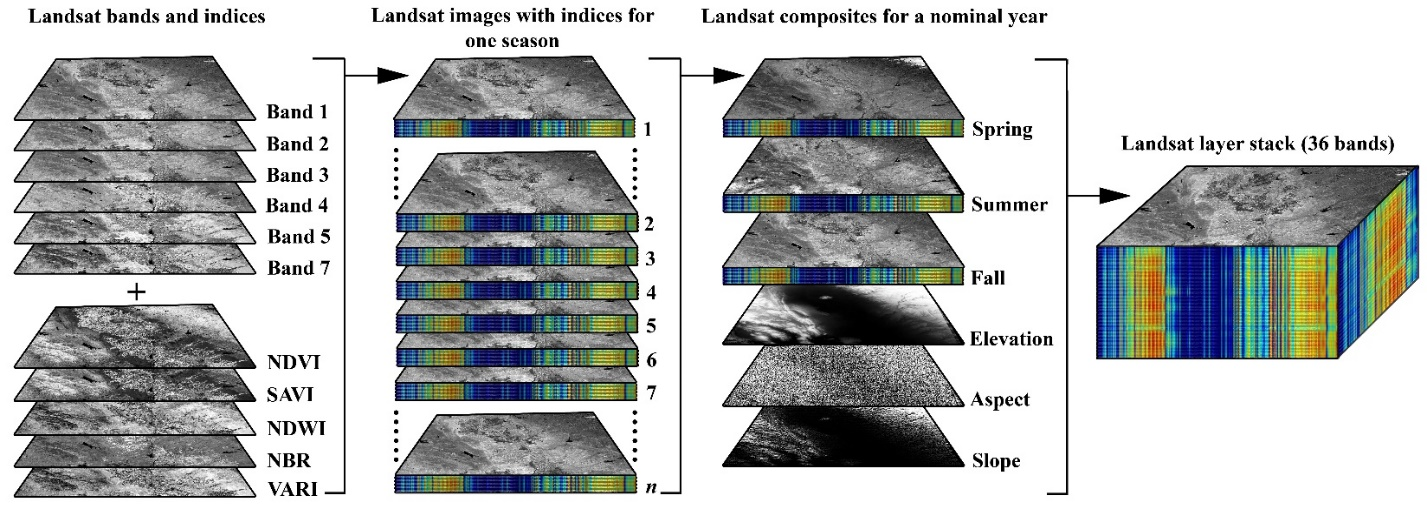 Landsat bands and indices
Band 1
Band 2
Band 3
Band 4
Band 5
Band 7
+
NDVI
SAVI
NDWI
NBR
VARI
Landsat images with indices for
one season
1
2
3
4
5
6
7
n
Landsat composites for a nominal year
Spring
Summer
Fall
Elevation
Aspect
Slope
Landsat layer stack (36 bands)